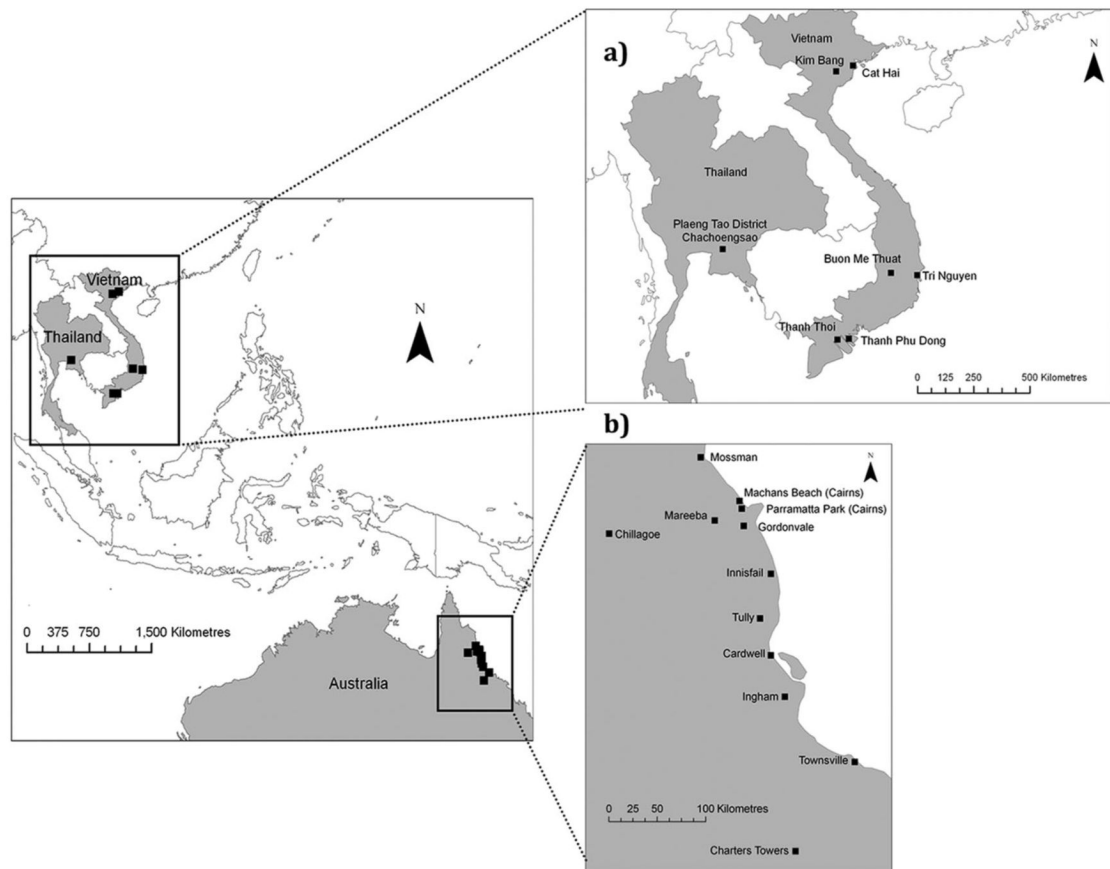 N
Vietnam
Thailand
0 375 750 1,500 Kilometres
Australia
a)
N
Vietnam
Kim Bang
Cat Hai
Thailand
Plaeng Tao District
Chachoengsao
Buon Me Thuat
Tri Nguyen
Thanh Thoi
Thanh Phu Dong
0 125 250 500 Kilometres
b)
N
Mossman
Machans Beach (Cairns)
Parramatta Park (Cairns)
Mareeba
Gordonvale
Chillagoe
Innisfail
Tully
Cardwell
Ingham
Townsville
0 25 50 100 Kilometres
Charters Towers